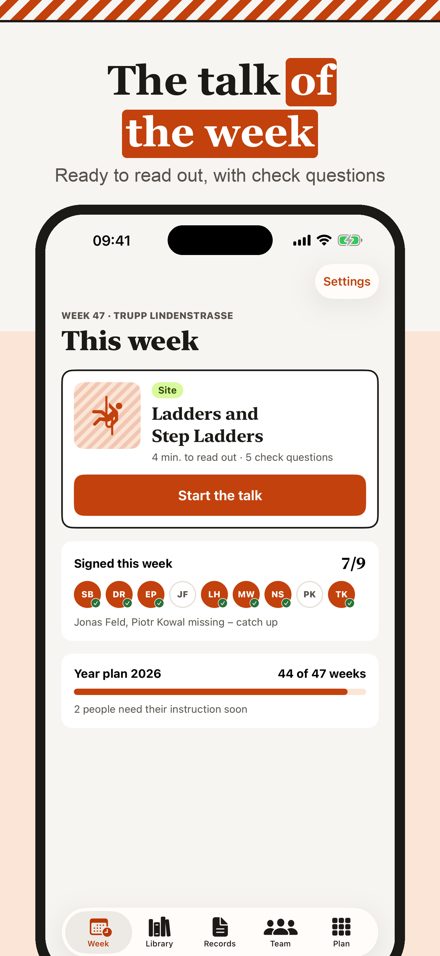 The talk of
the week
Ready to read out, with check questions
09:41
Settings
WEEK 47 · TRUPP LINDENSTRASSE
This week
Site
Ladders and
Step Ladders
4 min. to read out · 5 check questions
Start the talk
Signed this week 7/9
SB DR EP JF LH MW NS PK TK
Jonas Feld, Piotr Kowal missing – catch up
Year plan 2026 44 of 47 weeks
2 people need their instruction soon
Week Library Records Team Plan